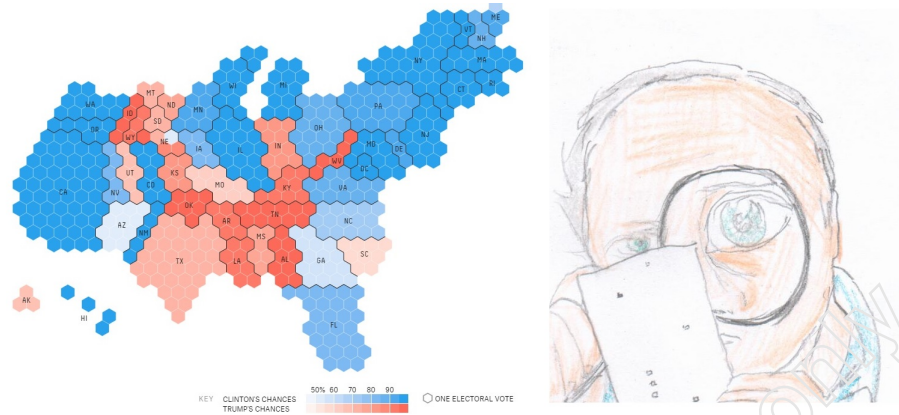 ME
VT
NH
NY
WI
MI
MA
MT
WA
ND
MN
CT
RI
PA
ID
OR
SD
OH
NJ
WY
NE
IA
IL
IN
MD
DE
WV
DC
UT
CO
KS
MO
KY
VA
CA
NV
OK
TN
NC
AZ
NM
AR
MS
SC
TX
LA
AL
GA
AK
HI
FL
50% 60 70 80 90
KEY CLINTON'S CHANCES
TRUMP'S CHANCES
ONE ELECTORAL VOTE